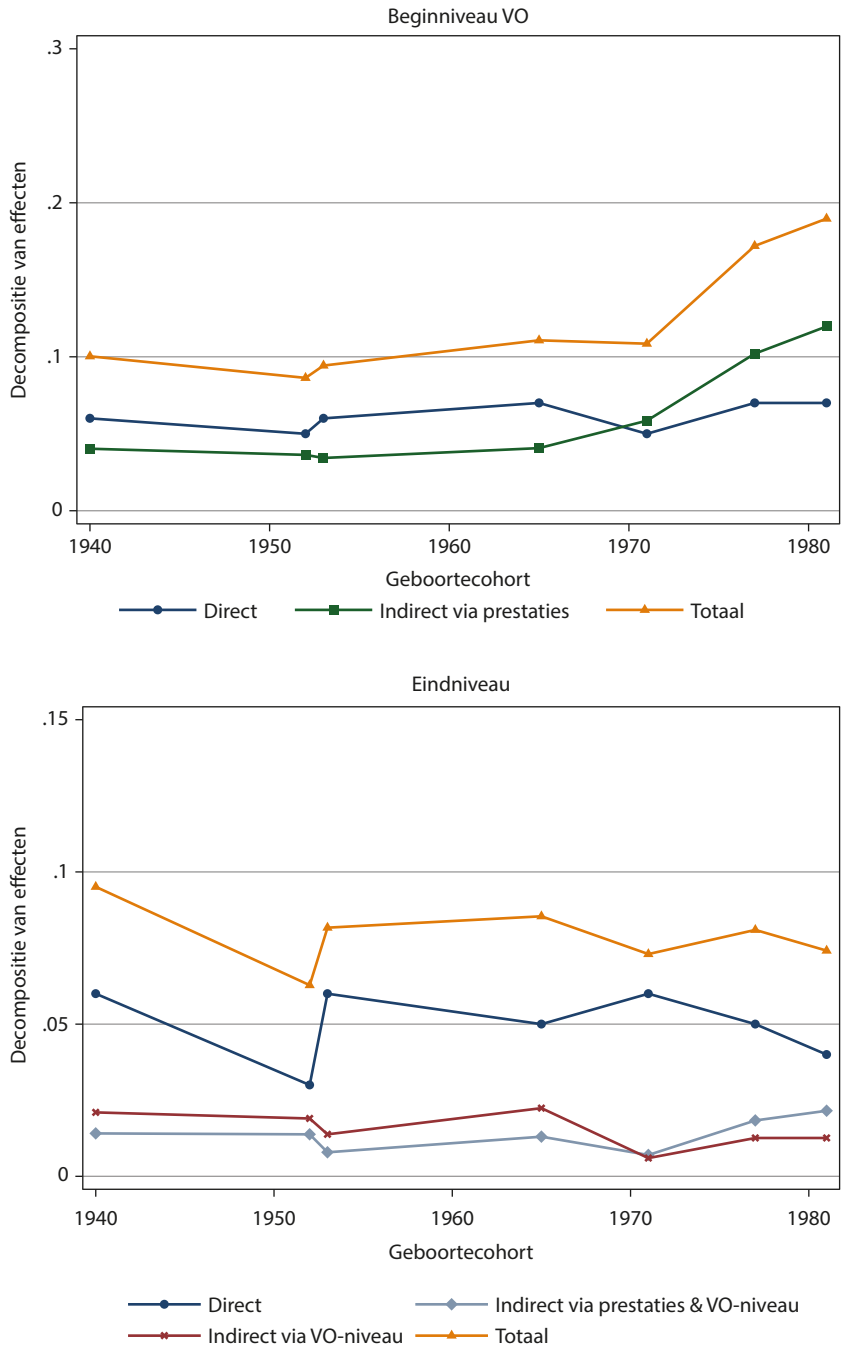 Beginniveau VO
Decompositie van effecten
.3
.2
.1
0
1940 1950 1960 1970 1980
Geboortecohort
Direct Indirect via prestaties Totaal
Eindniveau
Decompositie van effecten
.15
.1
.05
0
1940 1950 1960 1970 1980
Geboortecohort
Direct Indirect via prestaties & VO-niveau
Indirect via VO-niveau Totaal